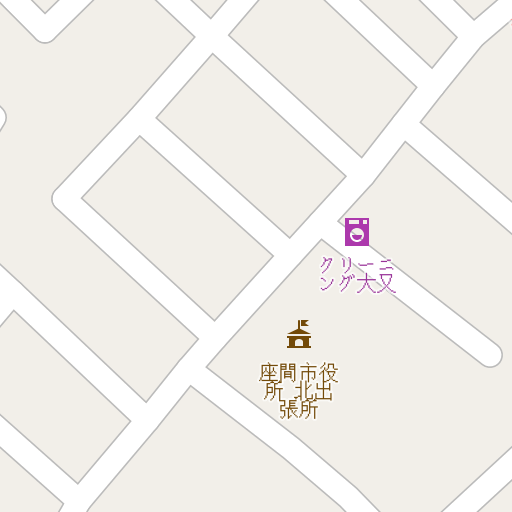 クリーニ
ング大又
座間市役
所 北出
張所